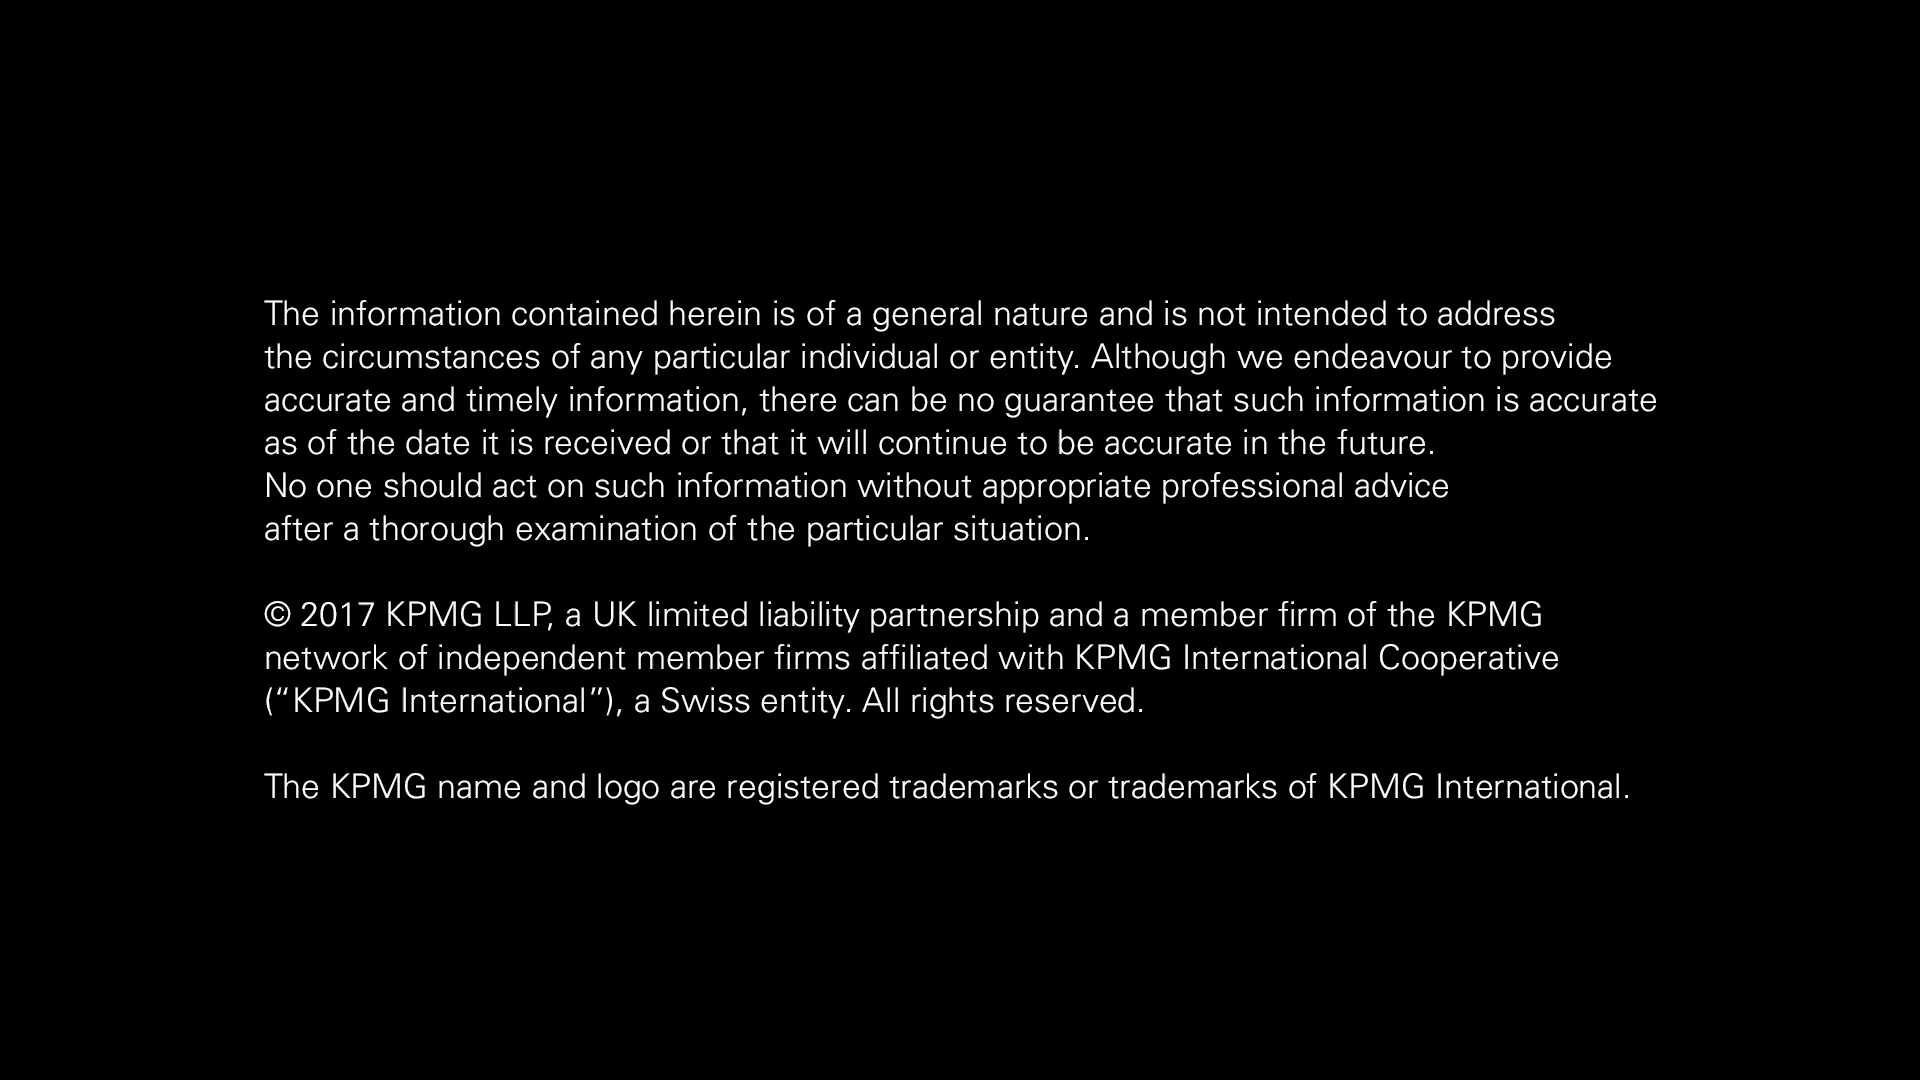 The information contained herein is of a general nature and is not intended to address
the circumstances of any particular individual or entity. Although we endeavour to provide
accurate and timely information, there can be no guarantee that such information is accurate
as of the date it is received or that it will continue to be accurate in the future.
No one should act on such information without appropriate professional advice
after a thorough examination of the particular situation.
© 2017 KPMG LLP, a UK limited liability partnership and a member firm of the KPMG
network of independent member firms affiliated with KPMG International Cooperative
(“KPMG International”), a Swiss entity. All rights reserved.
The KPMG name and logo are registered trademarks or trademarks of KPMG International.